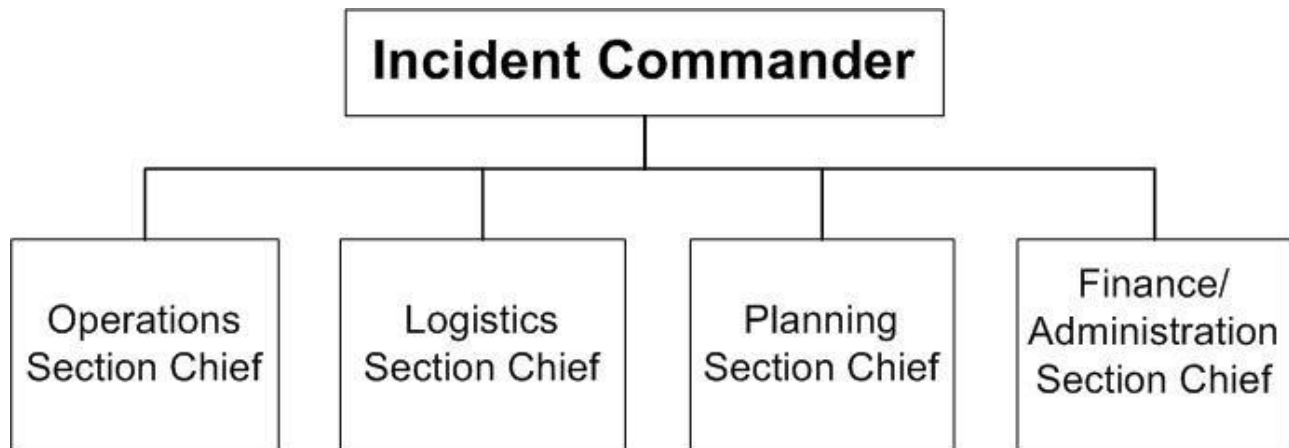 Incident Commander
Operations
Section Chief
Logistics
Section Chief
Planning
Section Chief
Finance/
Administration
Section Chief